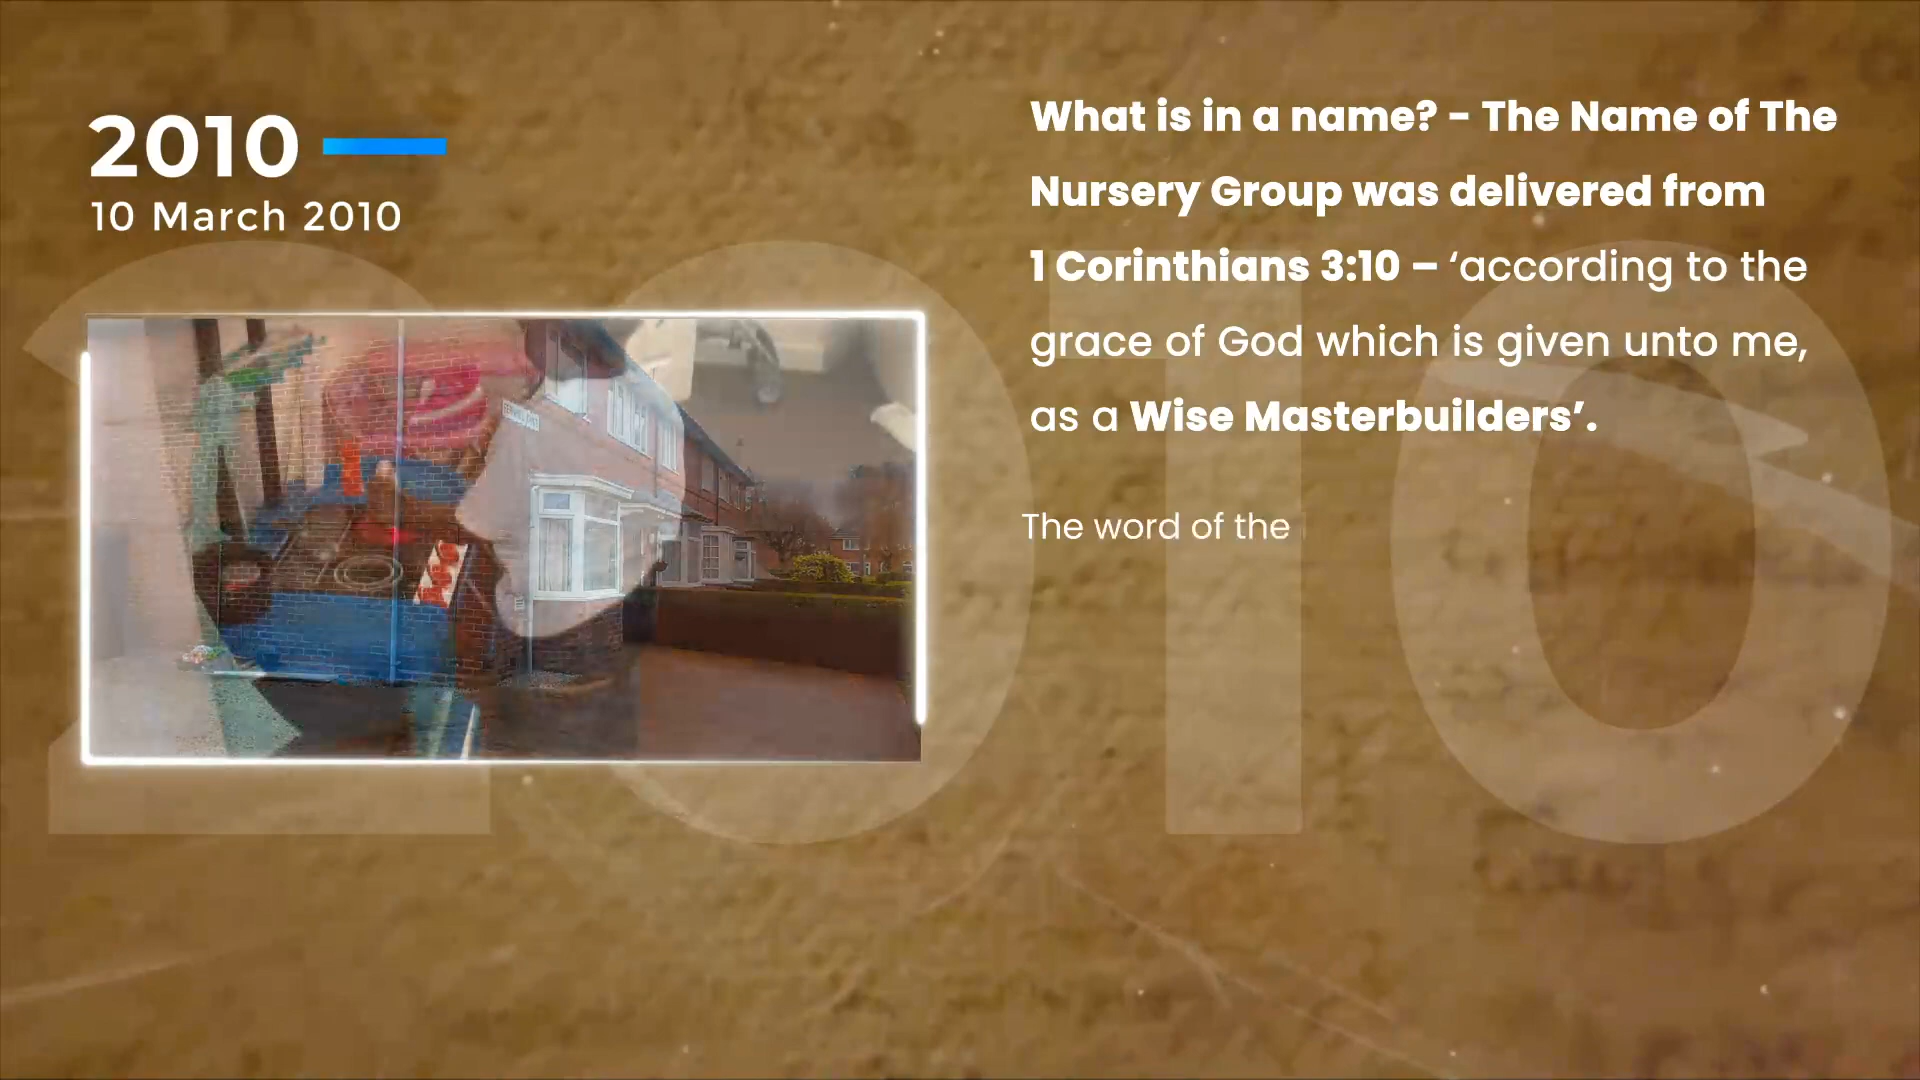 2010
10 March 2010
What is in a name? - The Name of The
Nursery Group was delivered from
1 Corinthians 3:10 – ‘according to the
grace of God which is given unto me,
as a Wise Masterbuilders’.
The word of the
2010